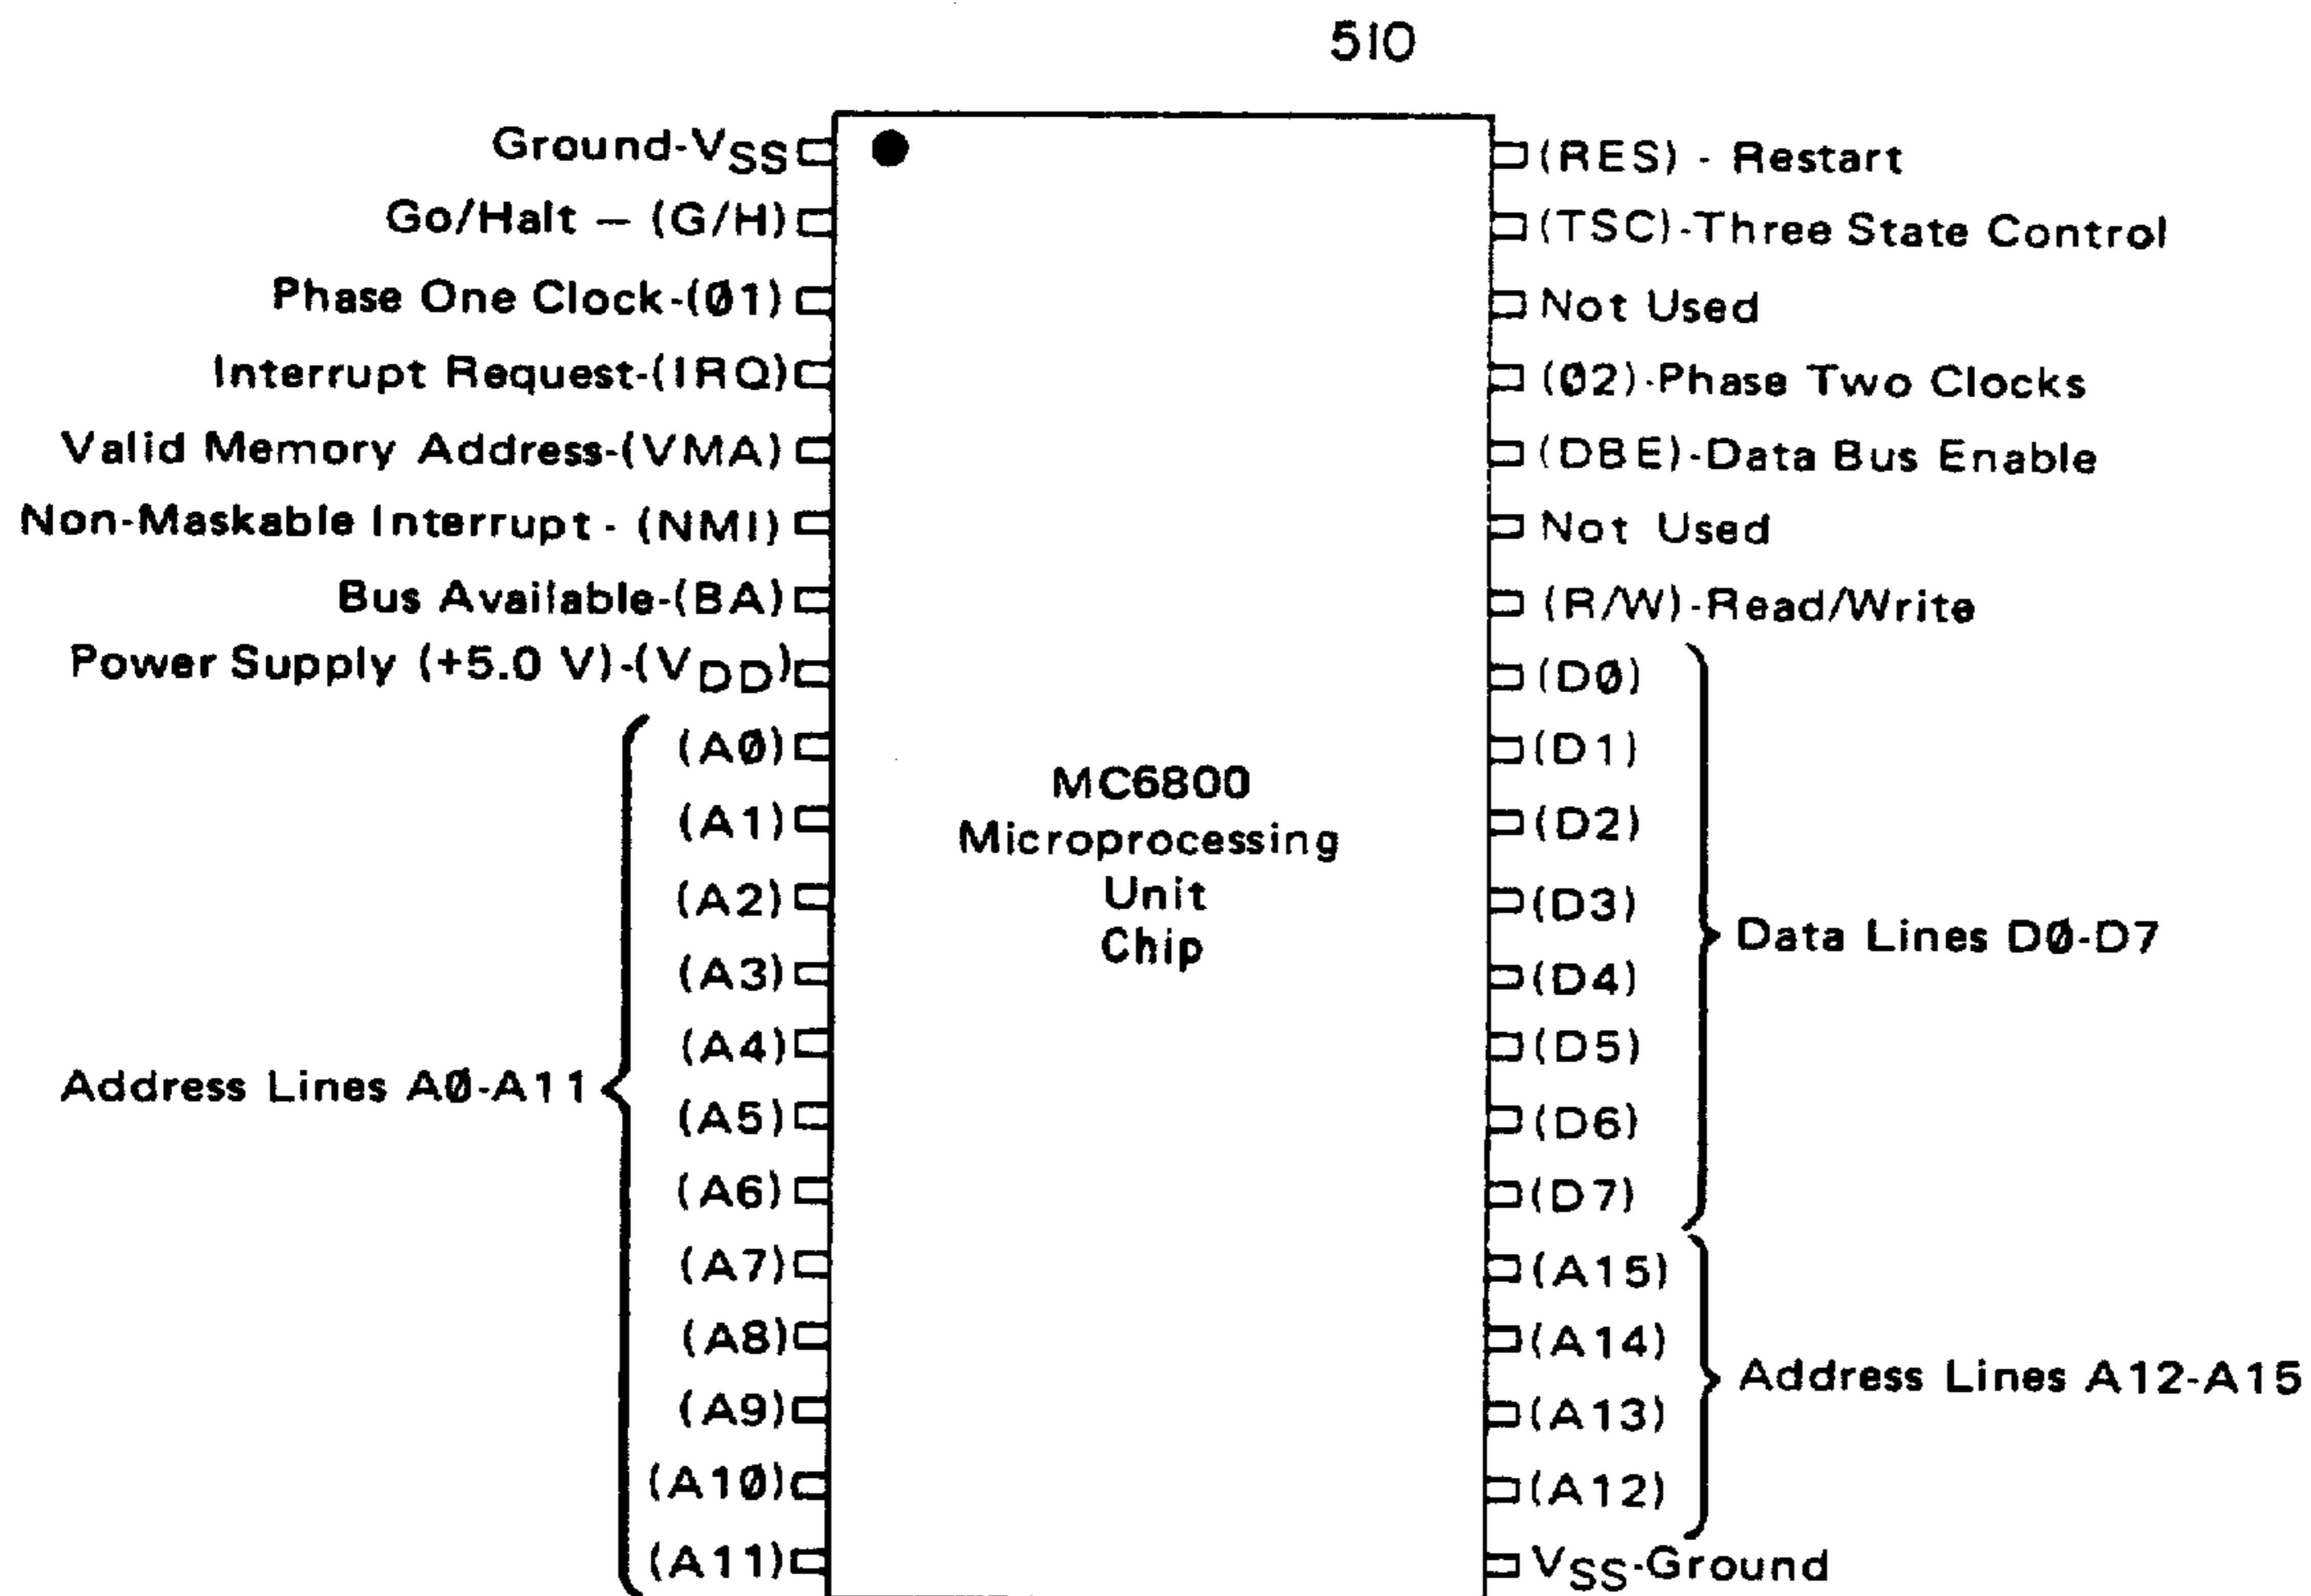 510
Ground-VSS
Go/Halt — (G/H)
Phase One Clock-(Ø1)
Interrupt Request-(IRQ)
Valid Memory Address-(VMA)
Non-Maskable Interrupt - (NMI)
Bus Available-(BA)
Power Supply (+5.0 V)-(VDD)
(AØ)
(A1)
(A2)
(A3)
(A4)
(A5)
(A6)
(A7)
(A8)
(A9)
(A1Ø)
(A11)
Address Lines AØ-A11
MC6800
Microprocessing
Unit
Chip
(RES) - Restart
(TSC)-Three State Control
Not Used
(Ø2)-Phase Two Clocks
(DBE)-Data Bus Enable
Not Used
(R/W)-Read/Write
(DØ)
(D1)
(D2)
(D3)
(D4)
(D5)
(D6)
(D7)
Data Lines DØ-D7
(A15)
(A14)
(A13)
(A12)
Address Lines A12-A15
VSS-Ground